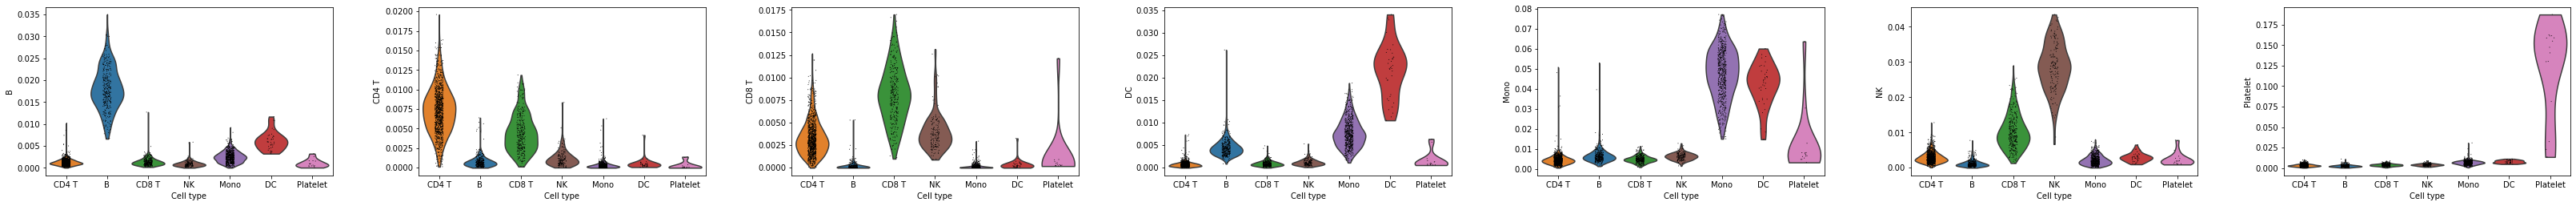 B
0.035
0.030
0.025
0.020
0.015
0.010
0.005
0.000
CD4 T B CD8 T NK Mono DC Platelet
Cell type
CD4 T
0.0200
0.0175
0.0150
0.0125
0.0100
0.0075
0.0050
0.0025
0.0000
CD4 T B CD8 T NK Mono DC Platelet
Cell type
CD8 T
0.0175
0.0150
0.0125
0.0100
0.0075
0.0050
0.0025
0.0000
CD4 T B CD8 T NK Mono DC Platelet
Cell type
DC
0.035
0.030
0.025
0.020
0.015
0.010
0.005
0.000
CD4 T B CD8 T NK Mono DC Platelet
Cell type
Mono
0.08
0.07
0.06
0.05
0.04
0.03
0.02
0.01
0.00
CD4 T B CD8 T NK Mono DC Platelet
Cell type
NK
0.04
0.03
0.02
0.01
0.00
CD4 T B CD8 T NK Mono DC Platelet
Cell type
Platelet
0.175
0.150
0.125
0.100
0.075
0.050
0.025
0.000
CD4 T B CD8 T NK Mono DC Platelet
Cell type